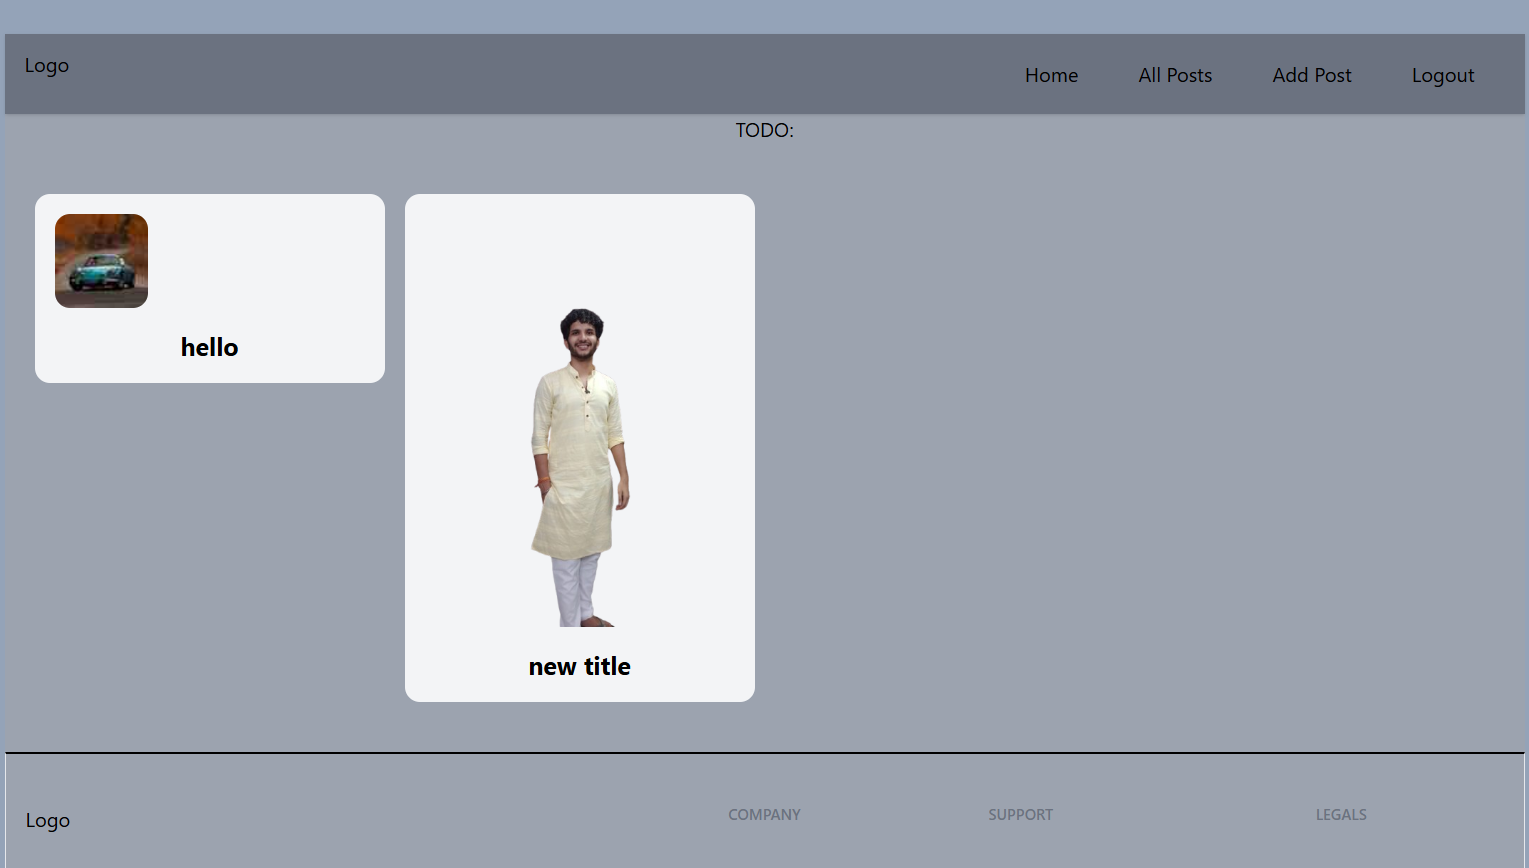 Logo
Home All Posts Add Post Logout
TODO:
hello
new title
Logo
COMPANY SUPPORT LEGALS